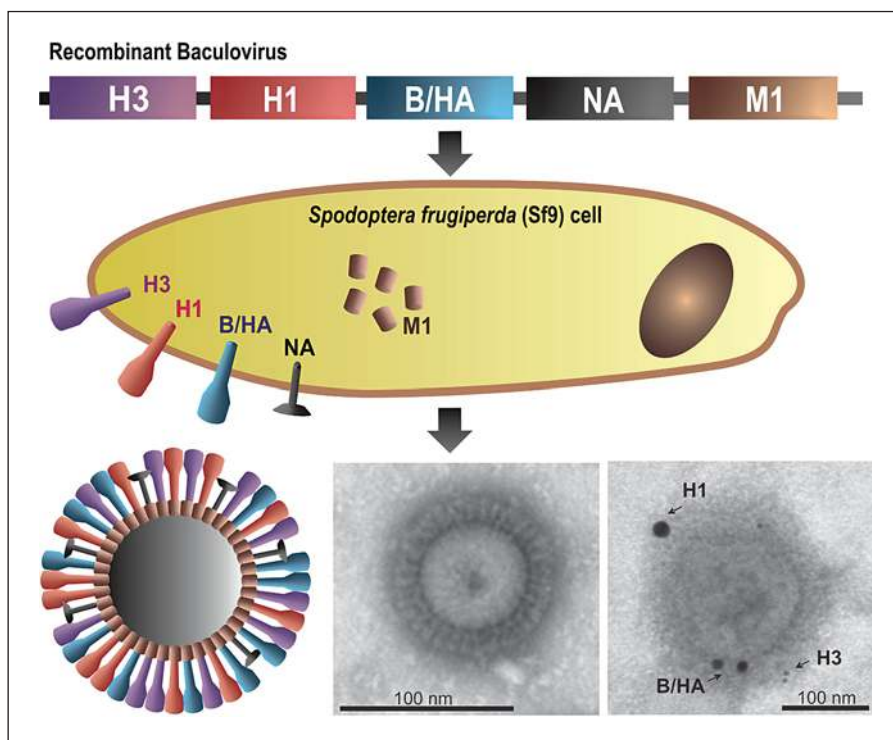 Recombinant Baculovirus
H3 H1 B/HA NA M1
Spodoptera frugiperda (Sf9) cell
H3
H1
B/HA
NA
M1
H1
H3
B/HA
100 nm
100 nm